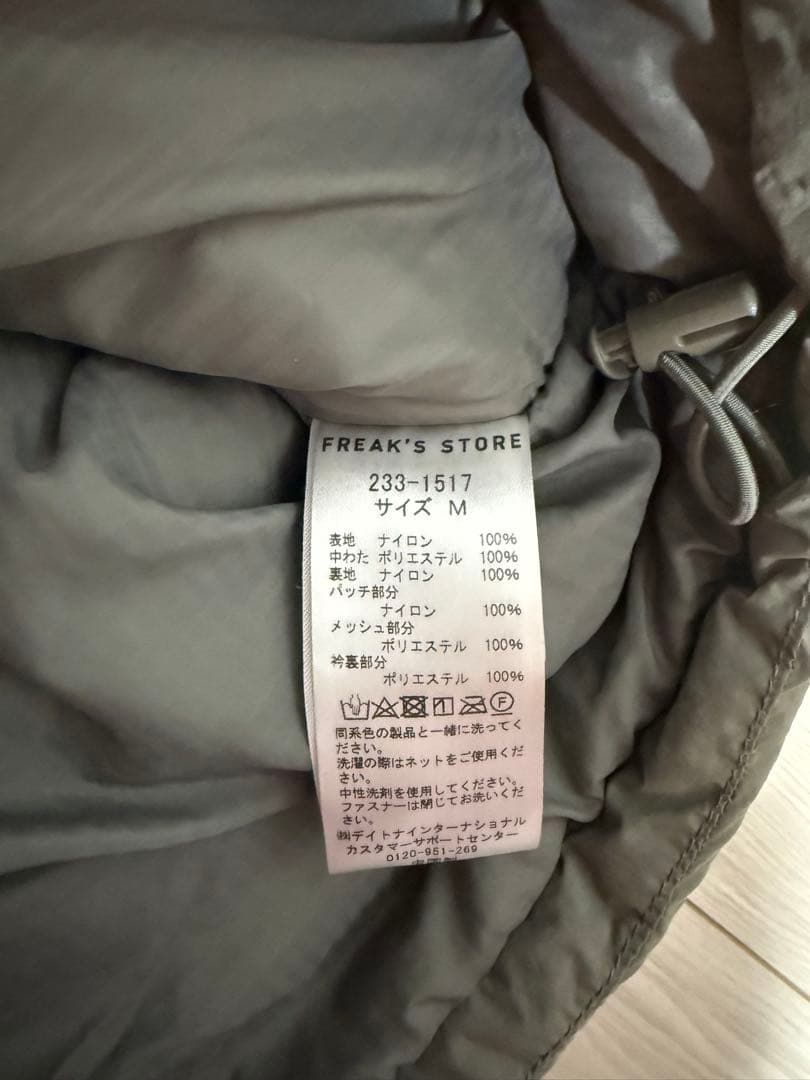 FREAK'S STORE
233-1517
サイズ M
表地 ナイロン 100%
中わた ポリエステル 100%
裏地 ナイロン 100%
パッチ部分
ナイロン 100%
メッシュ部分
ポリエステル 100%
衿裏部分
ポリエステル 100%
同系色の製品と一緒に洗ってく
ださい。
洗濯の際はネットをご使用くだ
さい。
中性洗剤を使用してください。
ファスナーは閉じてお洗いくだ
さい。
㈱デイトナインターナショナル
カスタマーサポートセンター
0120-951-269